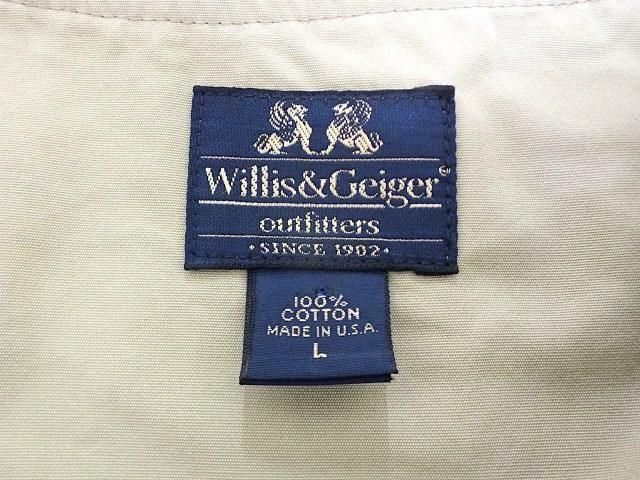 Willis&Geiger®
outfitters
• SINCE 1902 •
100%
COTTON
MADE IN U.S.A.
L